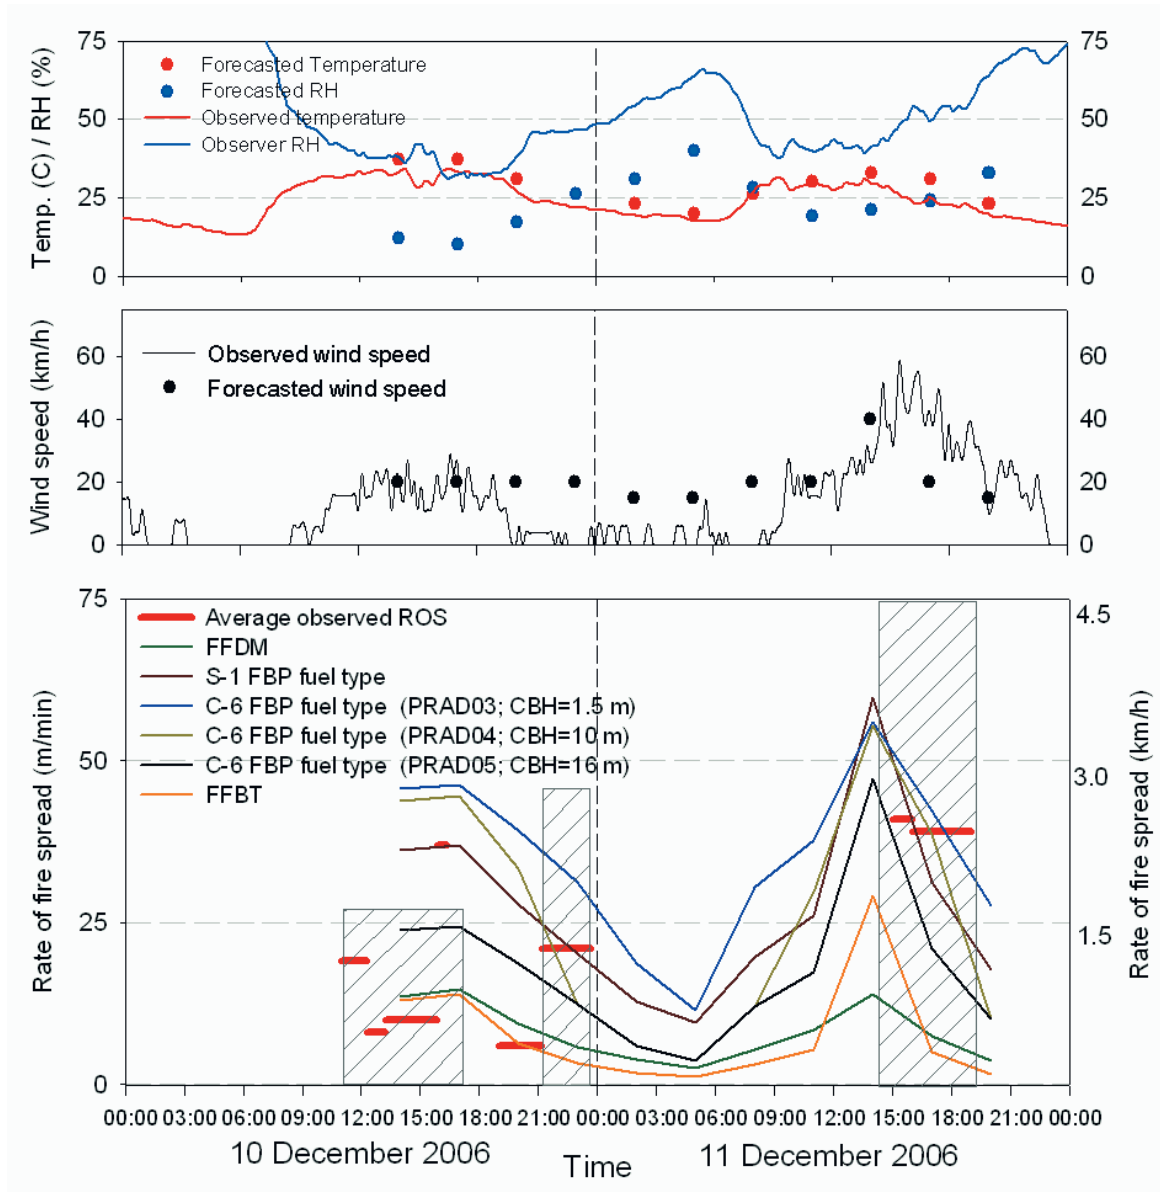 75
75
Temp. (C) / RH (%)
Forecasted Temperature
Forecasted RH
50
50
Observed temperature
Observer RH
25
25
0
0
Wind speed (km/h)
60
60
Observed wind speed
Forecasted wind speed
40
40
20
20
0
0
75
4.5
Average observed ROS
FFDM
S-1 FBP fuel type
C-6 FBP fuel type (PRAD03; CBH=1.5 m)
C-6 FBP fuel type (PRAD04; CBH=10 m)
C-6 FBP fuel type (PRAD05; CBH=16 m)
FFBT
Rate of fire spread (m/min)
Rate of fire spread (km/h)
50
3.0
25
1.5
0
00:00 03:00 06:00 09:00 12:00 15:00 18:00 21:00 00:00 03:00 06:00 09:00 12:00 15:00 18:00 21:00 00:00
10 December 2006
Time
11 December 2006